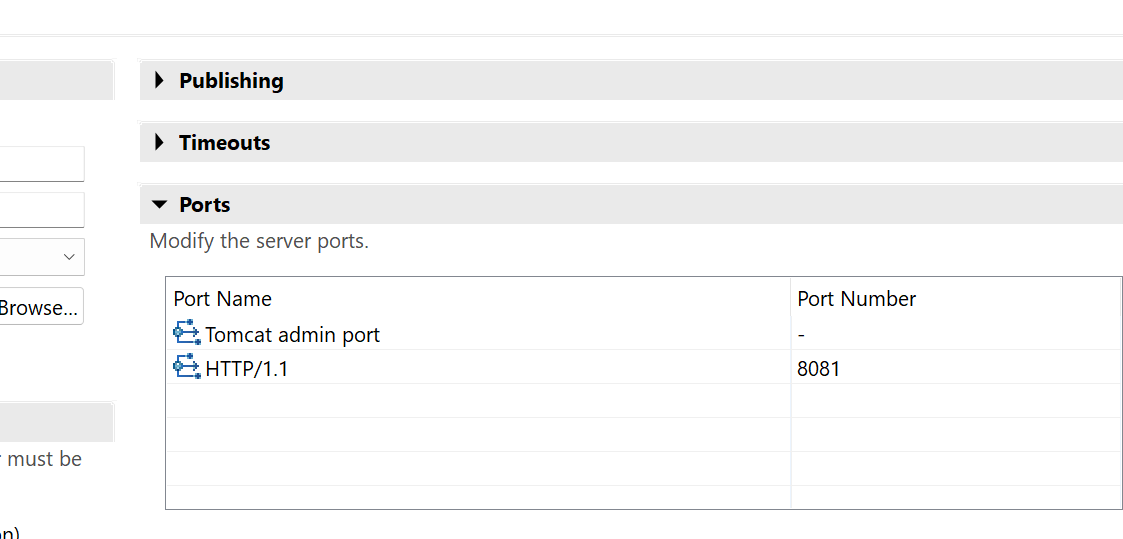 Publishing
Timeouts
Ports
Modify the server ports.
Browse...
Port Name Port Number
Tomcat admin port -
HTTP/1.1 8081
must be